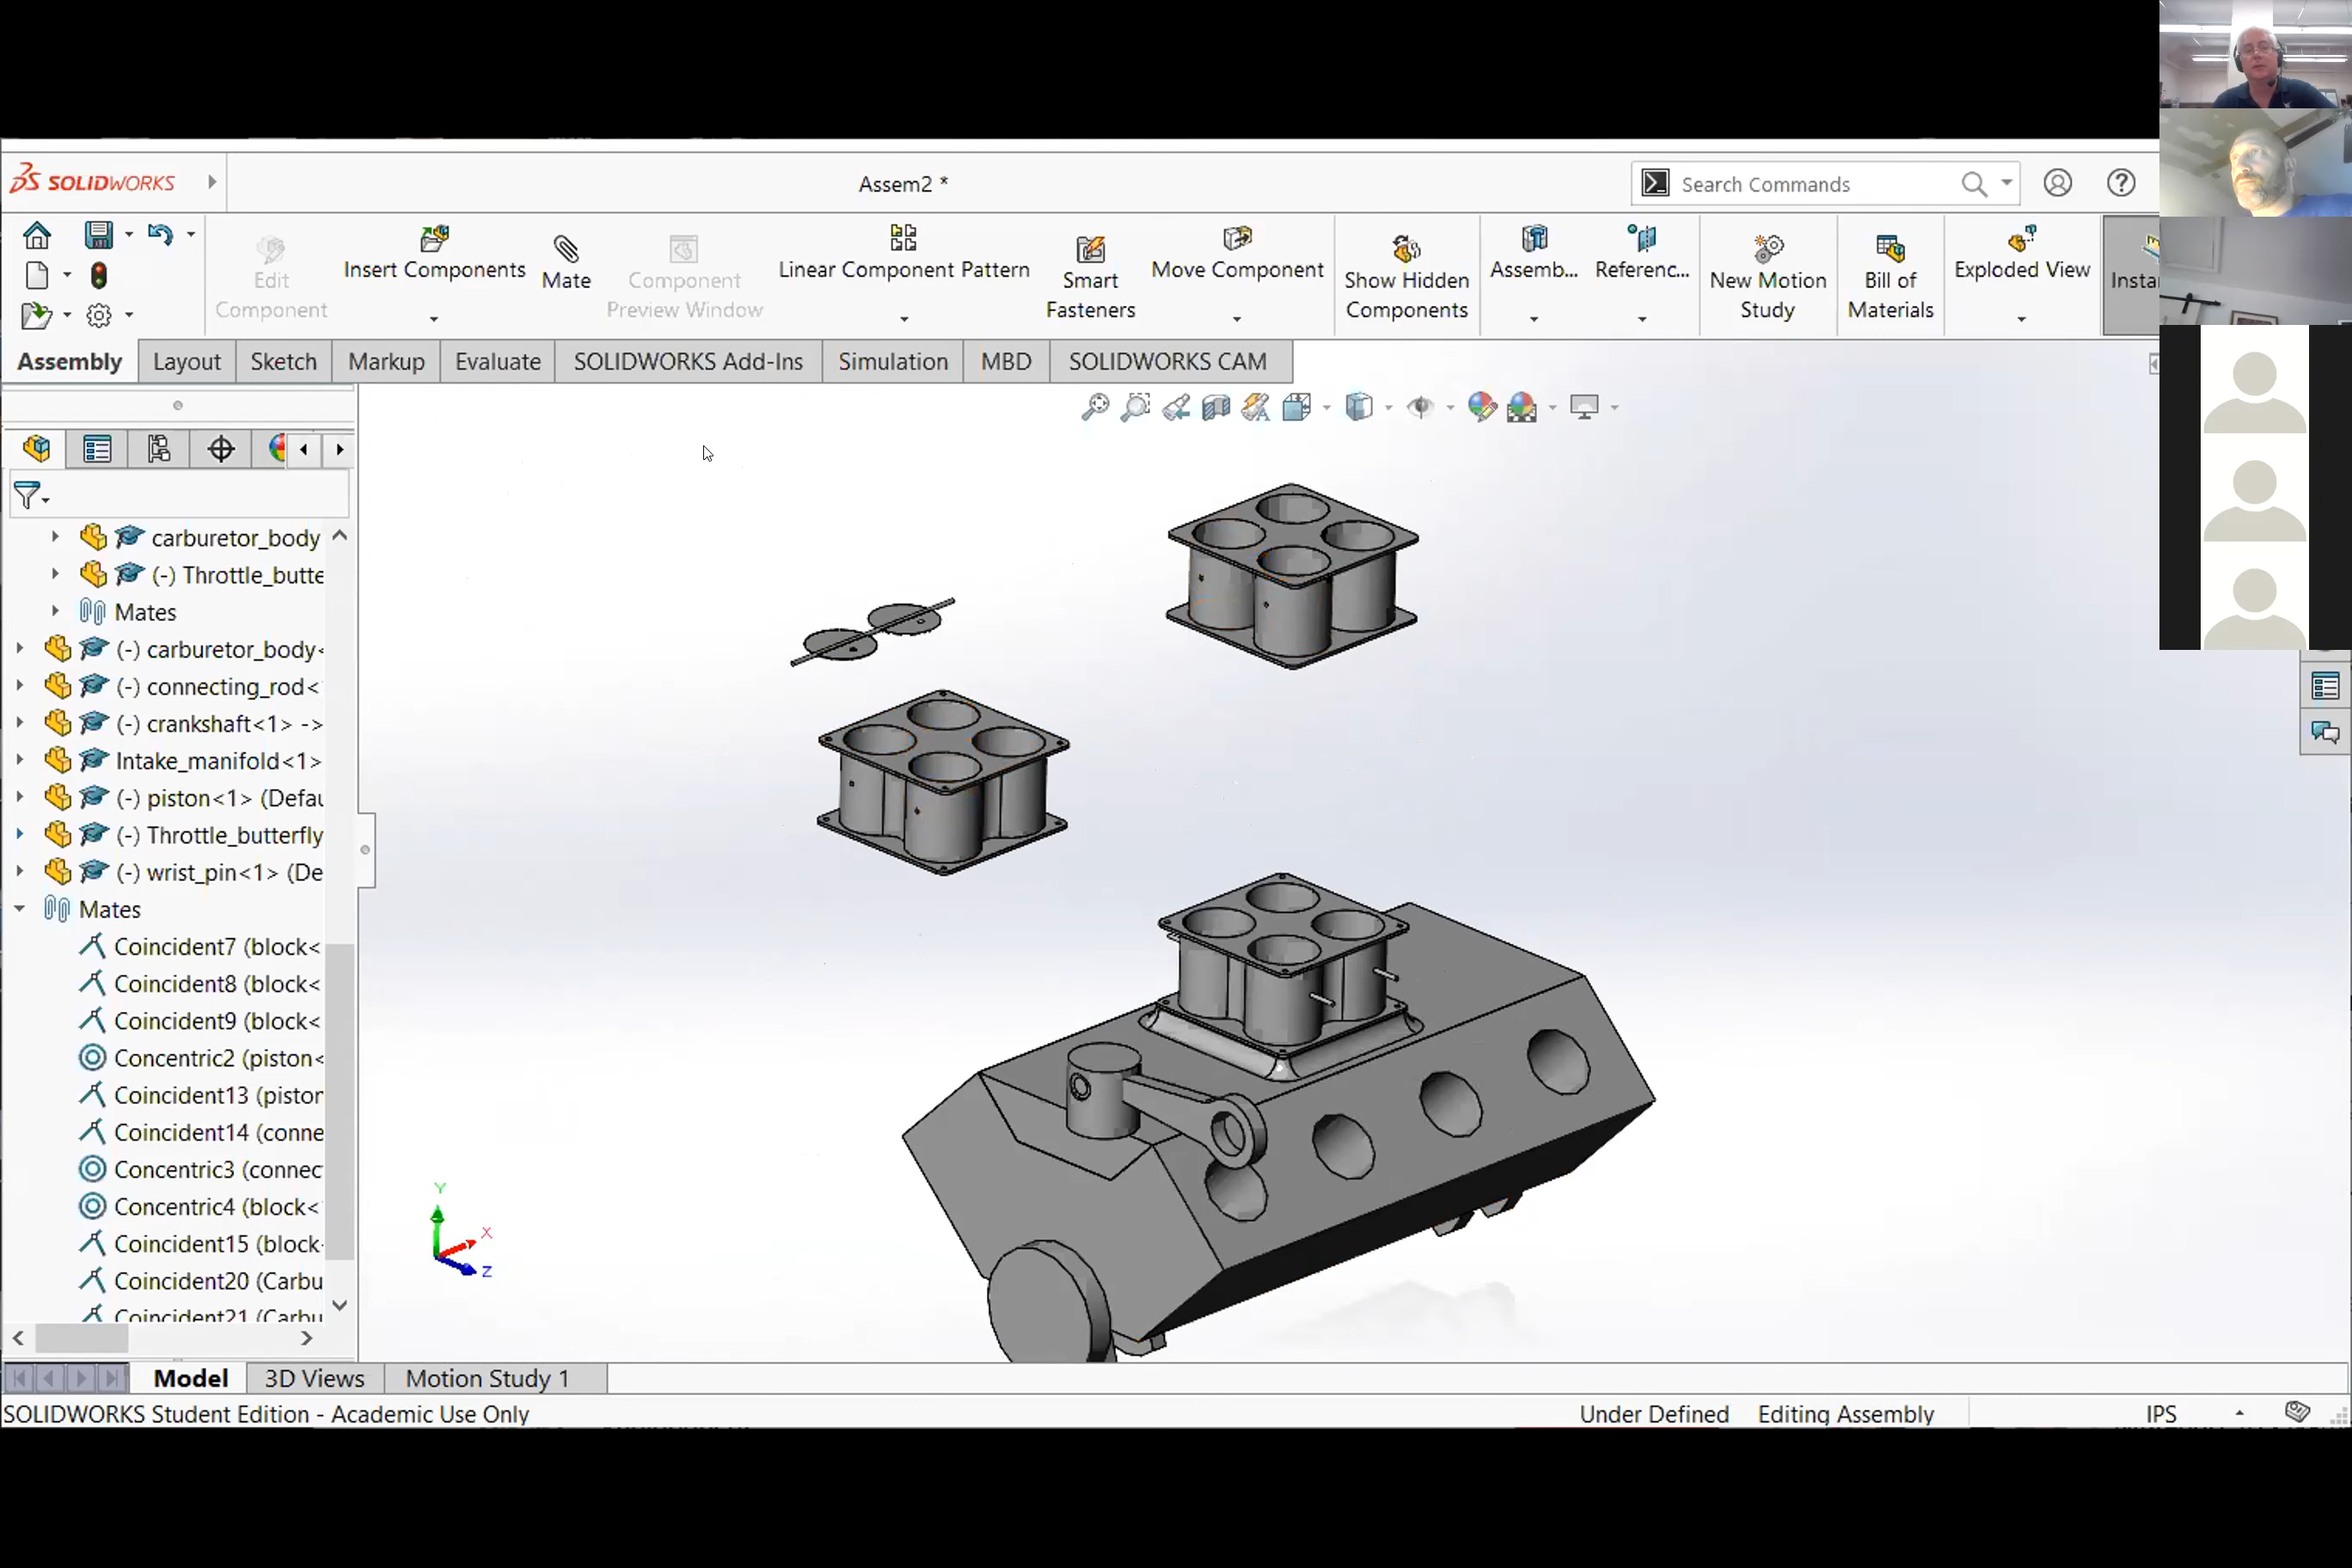 SOLIDWORKS
Assem2 *
Search Commands
Edit Component
Insert Components
Mate
Component Preview Window
Linear Component Pattern
Smart Fasteners
Move Component
Show Hidden Components
Assemb...
Referenc...
New Motion Study
Bill of Materials
Exploded View
Insta
Assembly
Layout
Sketch
Markup
Evaluate
SOLIDWORKS Add-Ins
Simulation
MBD
SOLIDWORKS CAM
carburetor_body
(-) Throttle_butte
Mates
(-) carburetor_body<
(-) connecting_rod<
(-) crankshaft<1> ->
Intake_manifold<1>
(-) piston<1> (Defau
(-) Throttle_butterfly
(-) wrist_pin<1> (De
Mates
Coincident7 (block<
Coincident8 (block<
Coincident9 (block<
Concentric2 (piston<
Coincident13 (piston
Coincident14 (conne
Concentric3 (connec
Concentric4 (block<
Coincident15 (block
Coincident20 (Carbu
Coincident21 (Carbu
Y
X
Z
Model
3D Views
Motion Study 1
SOLIDWORKS Student Edition - Academic Use Only
Under Defined
Editing Assembly
IPS